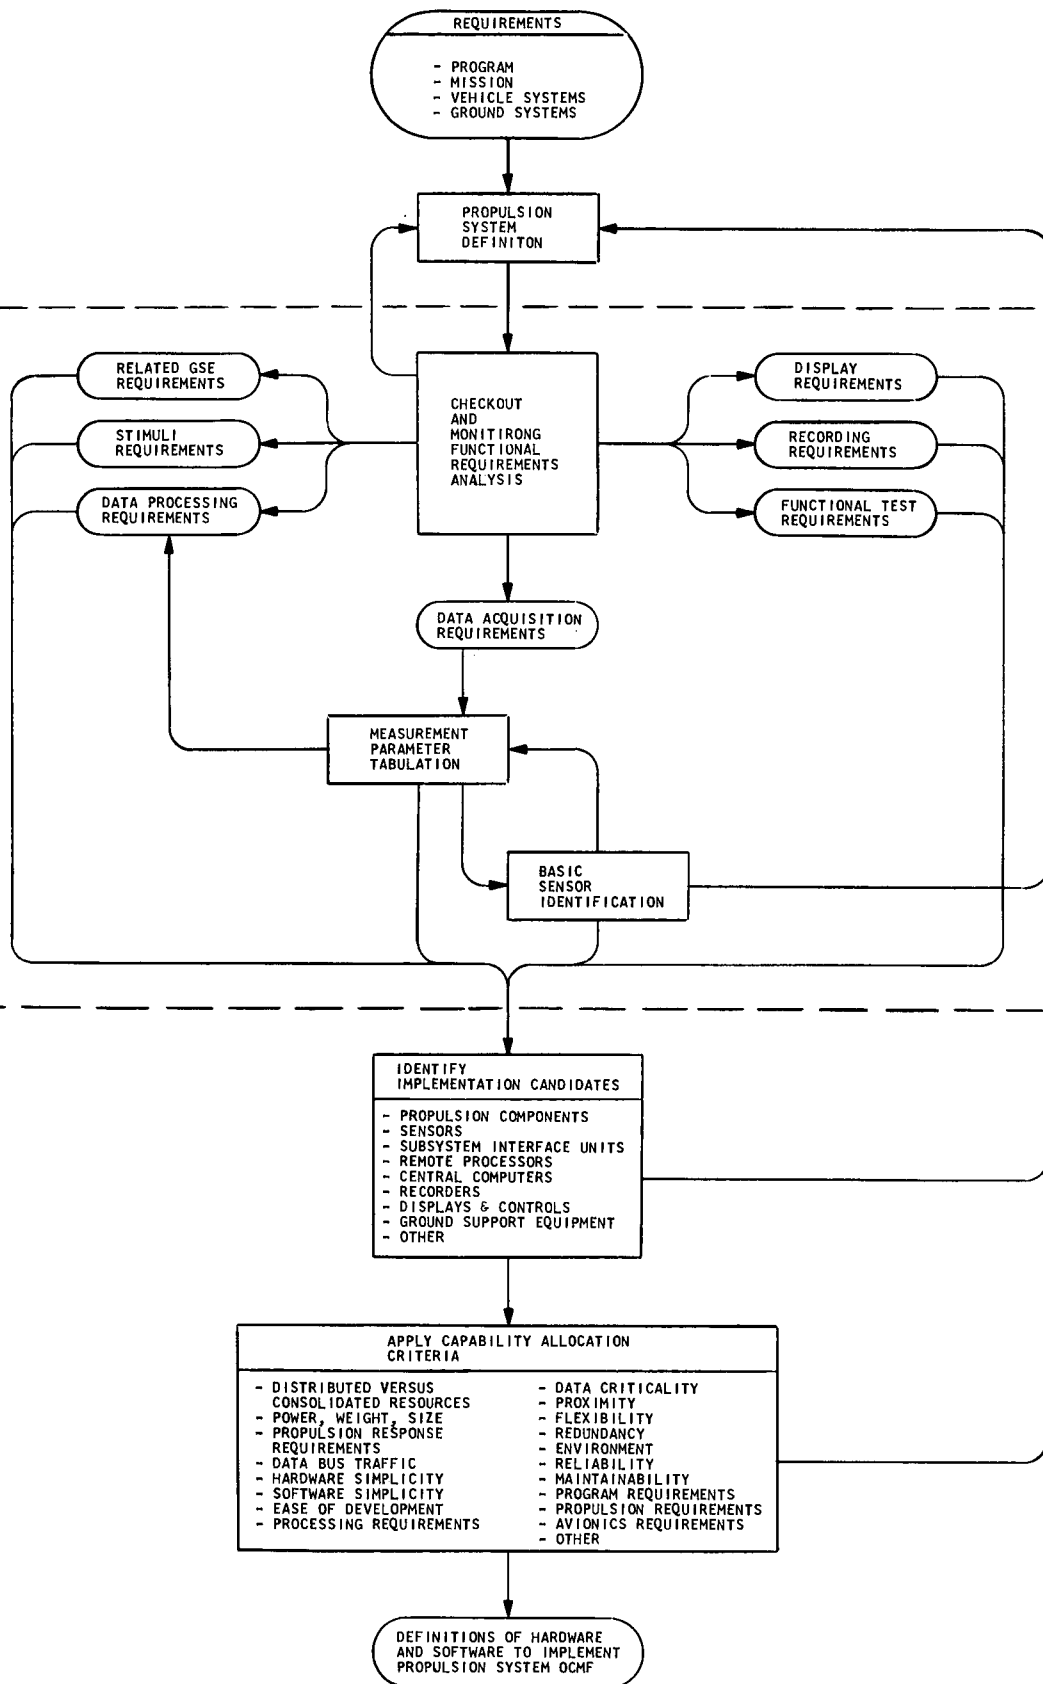 REQUIREMENTS
- PROGRAM
- MISSION
- VEHICLE SYSTEMS
- GROUND SYSTEMS
PROPULSION
SYSTEM
DEFINITON
RELATED GSE
REQUIREMENTS
STIMULI
REQUIREMENTS
DATA PROCESSING
REQUIREMENTS
CHECKOUT
AND
MONITIRONG
FUNCTIONAL
REQUIREMENTS
ANALYSIS
DISPLAY
REQUIREMENTS
RECORDING
REQUIREMENTS
FUNCTIONAL TEST
REQUIREMENTS
DATA ACQUISITION
REQUIREMENTS
MEASUREMENT
PARAMETER
TABULATION
BASIC
SENSOR
IDENTIFICATION
IDENTIFY
IMPLEMENTATION CANDIDATES
- PROPULSION COMPONENTS
- SENSORS
- SUBSYSTEM INTERFACE UNITS
- REMOTE PROCESSORS
- CENTRAL COMPUTERS
- RECORDERS
- DISPLAYS & CONTROLS
- GROUND SUPPORT EQUIPMENT
- OTHER
APPLY CAPABILITY ALLOCATION
CRITERIA
- DISTRIBUTED VERSUS
CONSOLIDATED RESOURCES
- POWER, WEIGHT, SIZE
- PROPULSION RESPONSE
REQUIREMENTS
- DATA BUS TRAFFIC
- HARDWARE SIMPLICITY
- SOFTWARE SIMPLICITY
- EASE OF DEVELOPMENT
- PROCESSING REQUIREMENTS
- DATA CRITICALITY
- PROXIMITY
- FLEXIBILITY
- REDUNDANCY
- ENVIRONMENT
- RELIABILITY
- MAINTAINABILITY
- PROGRAM REQUIREMENTS
- PROPULSION REQUIREMENTS
- AVIONICS REQUIREMENTS
- OTHER
DEFINITIONS OF HARDWARE
AND SOFTWARE TO IMPLEMENT
PROPULSION SYSTEM OCMF